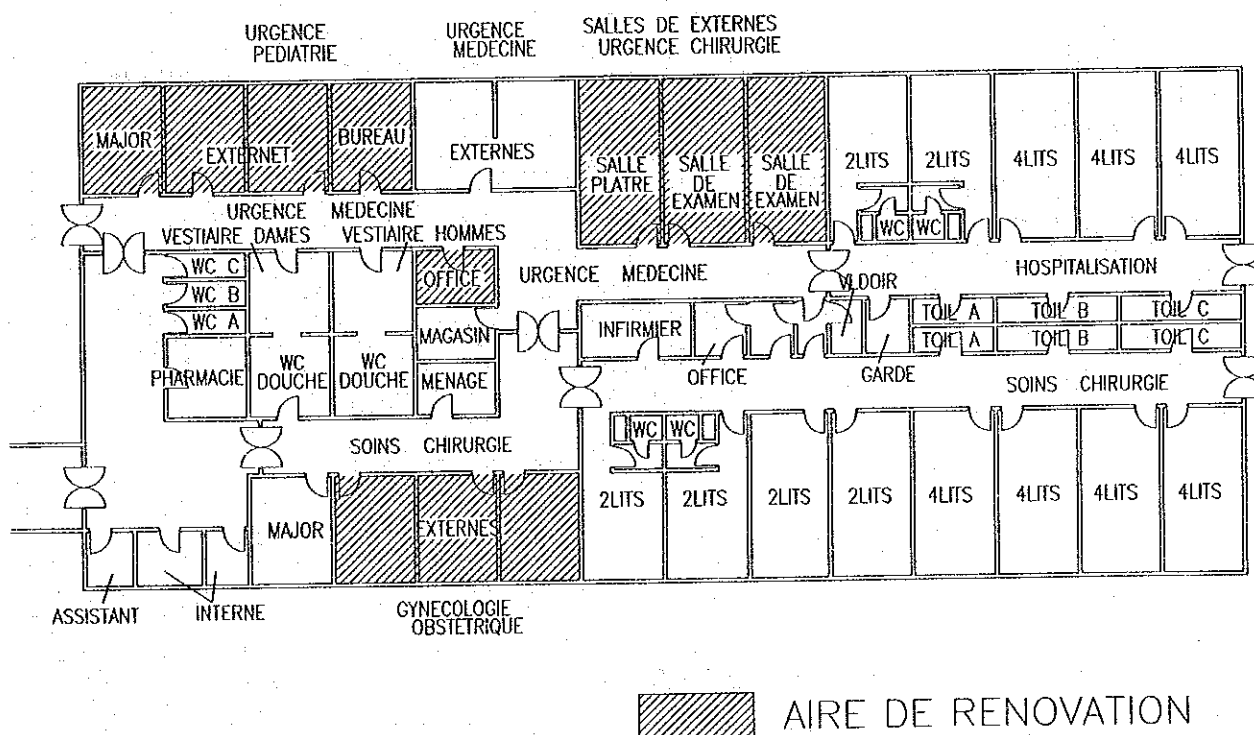 URGENCE
PEDIATRIE
URGENCE
MEDECINE
SALLES DE EXTERNES
URGENCE CHIRURGIE
MAJOR
EXTERNET
BUREAU
EXTERNES
SALLE
PLATRE
SALLE
DE
EXAMEN
SALLE
DE
EXAMEN
2LITS
2LITS
4LITS
4LITS
4LITS
WC
WC
URGENCE MEDECINE
VESTIAIRE DAMES
VESTIAIRE HOMMES
WC C
WC B
WC A
OFFICE
URGENCE MEDECINE
VIDOIR
HOSPITALISATION
MAGASIN
INFIRMIER
TOIL A
TOIL B
TOIL C
TOIL A
TOIL B
TOIL C
PHARMACIE
WC
DOUCHE
WC
DOUCHE
MENAGE
OFFICE
GARDE
SOINS CHIRURGIE
SOINS CHIRURGIE
WC
WC
MAJOR
EXTERNES
2LITS
2LITS
2LITS
2LITS
4LITS
4LITS
4LITS
4LITS
ASSISTANT
INTERNE
GYNECOLOGIE
OBSTÉTRIQUE
AIRE DE RENOVATION